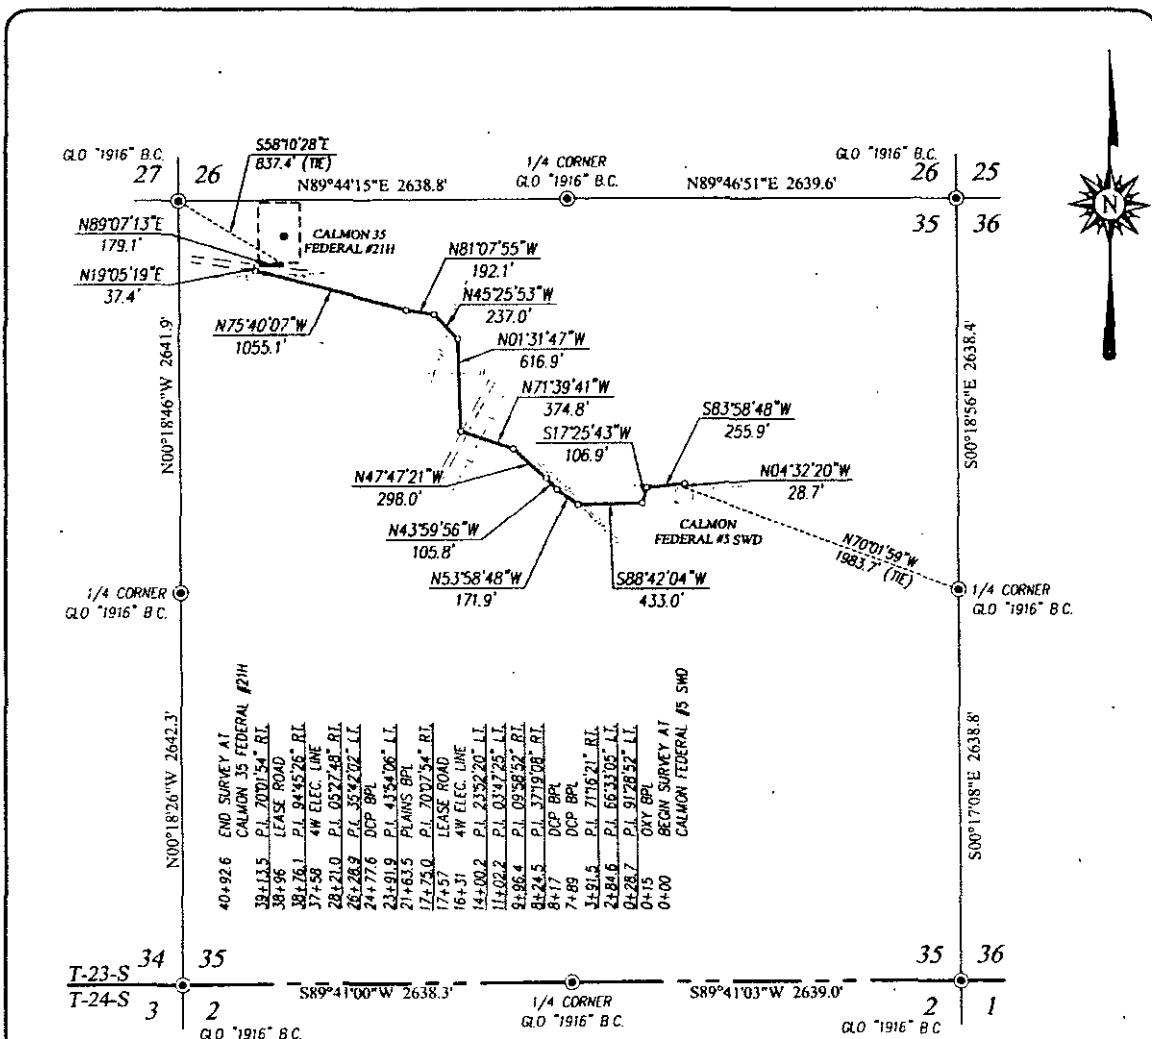 GLO "1916" B.C.
27 26
S58°10'28"E
837.4' (TIE)
N89°44'15"E 2638.8'
1/4 CORNER
GLO "1916" B.C.
N89°46'51"E 2639.6'
GLO "1916" B.C.
26 25
35 36
N
N89°07'13"E
179.1'
CALMON 35
FEDERAL #21H
N19°05'19"E
37.4'
N81°07'55"W
192.1'
N45°25'53"W
237.0'
N75°40'07"W
1055.1'
N01°31'47"W
616.9'
N00°18'46"W 2641.9'
S00°18'56"E 2638.4'
N71°39'41"W
374.8'
S83°58'48"W
255.9'
S17°25'43"W
106.9'
N47°47'21"W
298.0'
N04°32'20"W
28.7'
N43°59'56"W
105.8'
CALMON
FEDERAL #5 SWD
N70°01'59"W
1983.7' (TIE)
N53°58'48"W
171.9'
S88°42'04"W
433.0'
1/4 CORNER
GLO "1916" B.C.
1/4 CORNER
GLO "1916" B.C.
N00°18'26"W 2642.3'
S00°17'08"E 2638.8'
40+92.6 END SURVEY AT
CALMON 35 FEDERAL #21H
39+13.5 P.I. 70°01'54" RT.
38+96 LEASE ROAD
38+76.1 P.I. 94°45'26" RT.
37+58 4W ELEC. LINE
28+21.0 P.I. 05°27'48" RT.
26+28.9 P.I. 35°42'02" LT.
24+77.6 DCP BPL
23+91.9 P.I. 43°54'06" LT.
21+63.5 PLAINS BPL
17+75.0 P.I. 70°07'54" RT.
17+57 LEASE ROAD
16+31 4W ELEC. LINE
14+00.2 P.I. 23°52'20" LT.
11+02.2 P.I. 03°47'25" LT.
9+96.4 P.I. 09°58'52" RT.
8+24.5 P.I. 37°19'08" RT.
8+17 DCP BPL
7+89 DCP BPL
3+91.5 P.I. 71°16'21" RT.
2+84.6 P.I. 66°33'05" LT.
0+28.7 P.I. 91°28'52" LT.
0+15 OXY BPL
0+00 BEGIN SURVEY AT
CALMON FEDERAL #5 SWD
34 35
T-23-S
T-24-S
3 2
GLO "1916" B.C.
S89°41'00"W 2638.3'
1/4 CORNER
GLO "1916" B.C.
S89°41'03"W 2639.0'
35 36
2 1
GLO "1916" B.C